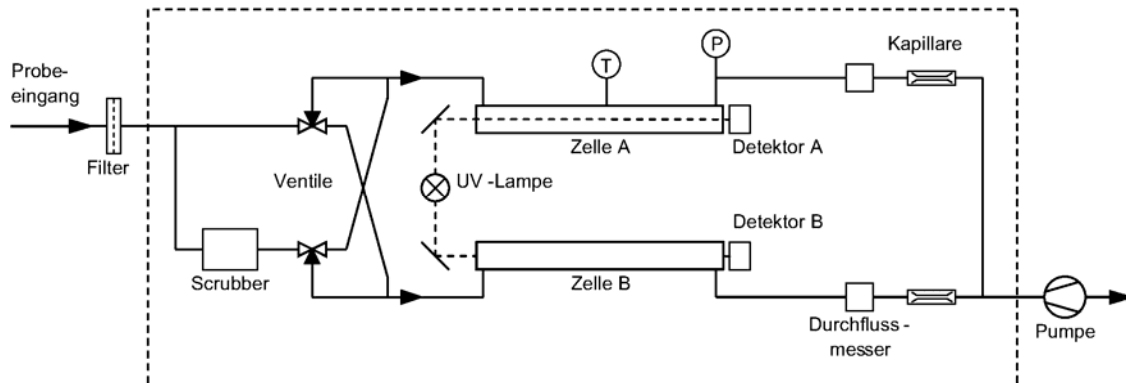 Probe-
eingang
Filter
Scrubber
Ventile
UV -Lampe
T
P
Zelle A
Detektor A
Kapillare
Detektor B
Zelle B
Durchfluss -
messer
Pumpe